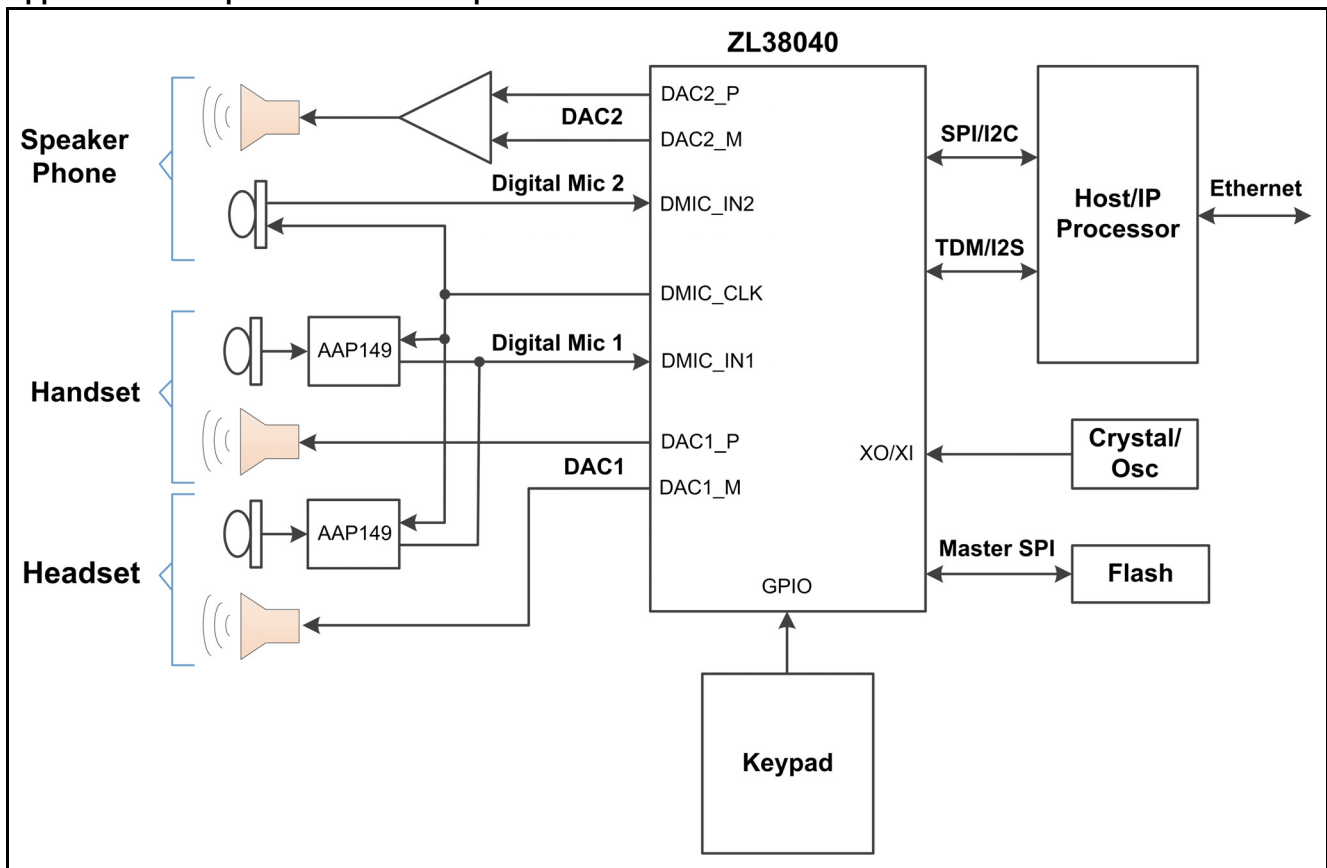 ZL38040
Speaker
Phone
DAC2
DAC2_P
DAC2_M
Digital Mic 2
DMIC_IN2
DMIC_CLK
Handset
AAP149
Digital Mic 1
DMIC_IN1
DAC1_P
DAC1
DAC1_M
Headset
AAP149
XO/XI
GPIO
SPI/I2C
TDM/I2S
Host/IP
Processor
Ethernet
Crystal/
Osc
Master SPI
Flash
Keypad